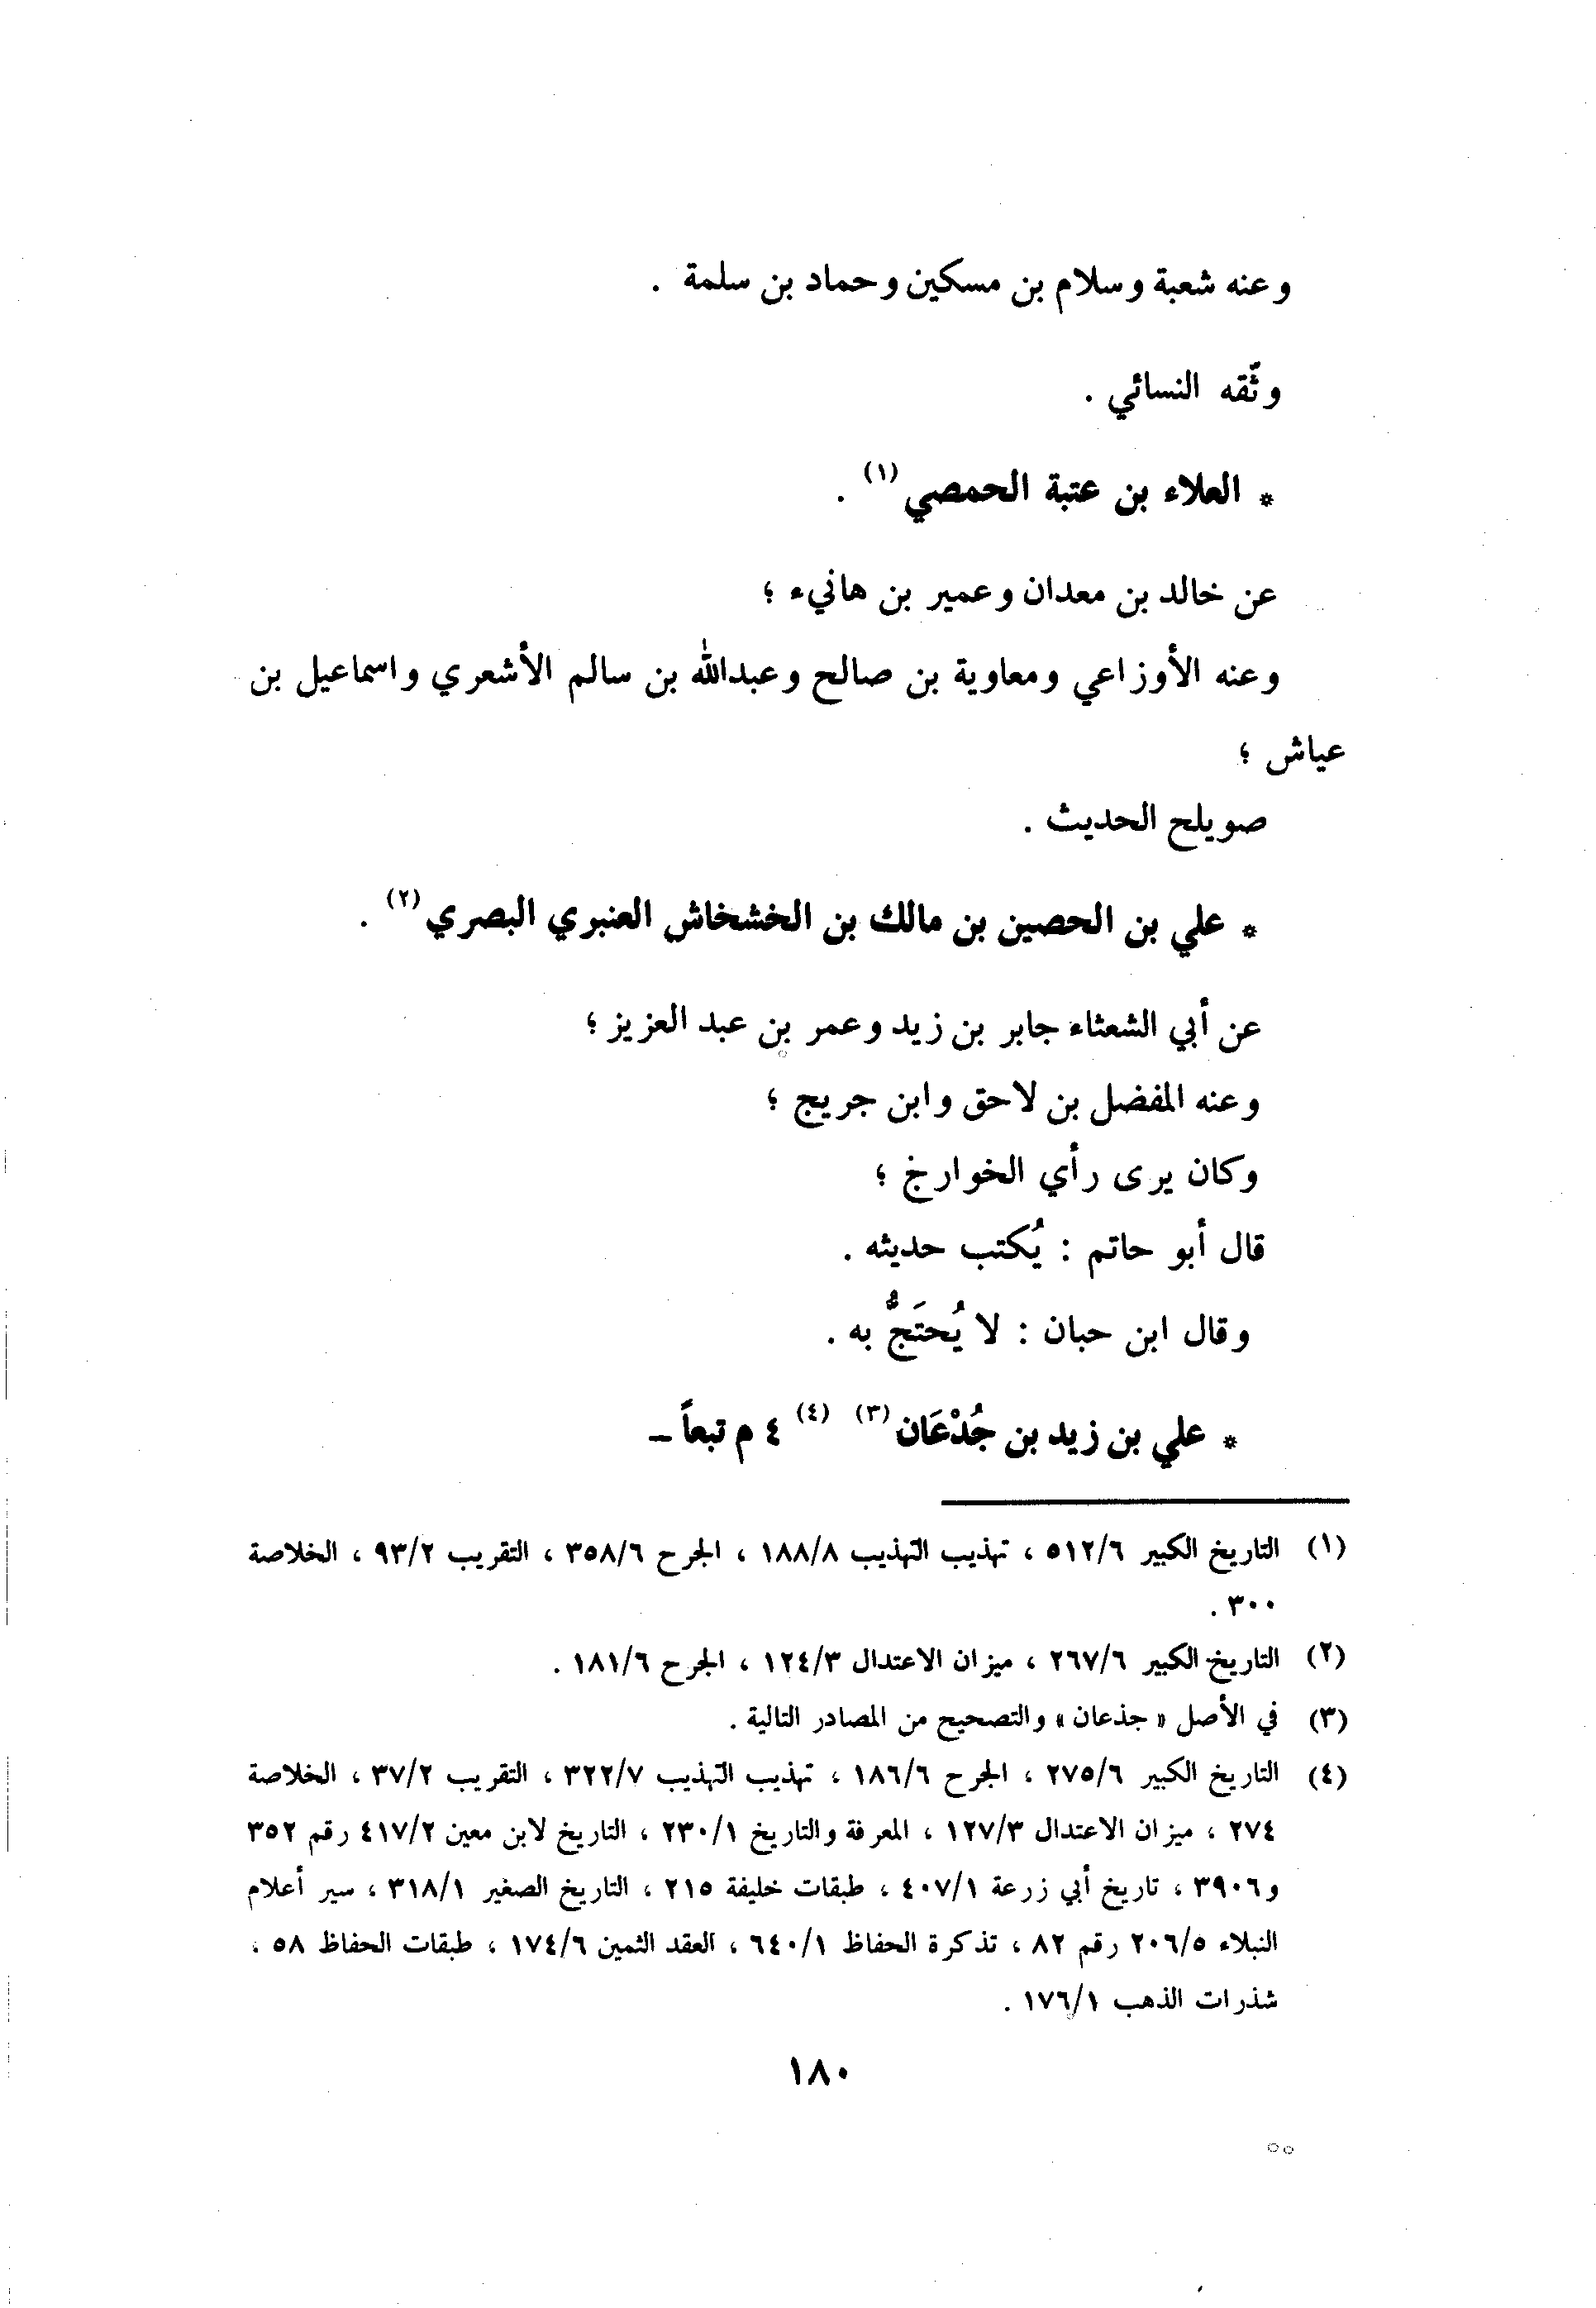 وعنه شعبة وسلام بن مسكين وحماد بن سلمة .
وثّقه النسائي .
* العلاء بن عتبة الحمصي (١) .
عن خالد بن معدان وعمير بن هانيء ؛
وعنه الأوزاعي ومعاوية بن صالح وعبدالله بن سالم الأشعري واسماعيل بن
عياش ؛
صويلح الحديث .
* علي بن الحصين بن مالك بن الخشخاش العنبري البصري (٢) .
عن أبي الشعثاء جابر بن زيد وعمر بن عبد العزيز ؛
وعنه المفضل بن لاحق وابن جريج ؛
وكان يرى رأي الخوارج ؛
قال أبو حاتم : يُكتب حديثه .
وقال ابن حبان : لا يُحتَجُّ به .
* علي بن زيد بن جُدْعَان (٣) (٤) ٤ م تبعاً –
(١) التاريخ الكبير ٥١٢/٦ ، تهذيب التهذيب ١٨٨/٨ ، الجرح ٣٥٨/٦ ، التقريب ٩٣/٢ ، الخلاصة
٣٠٠ .
(٢) التاريخ الكبير ٢٦٧/٦ ، ميزان الاعتدال ١٢٤/٣ ، الجرح ١٨١/٦ .
(٣) في الأصل « جذعان » والتصحيح من المصادر التالية .
(٤) التاريخ الكبير ٢٧٥/٦ ، الجرح ١٨٦/٦ ، تهذيب التهذيب ٣٢٢/٧ ، التقريب ٣٧/٢ ، الخلاصة
٢٧٤ ، ميزان الاعتدال ١٢٧/٣ ، المعرفة والتاريخ ٢٣٠/١ ، التاريخ لابن معين ٤١٧/٢ رقم ٣٥٢
و٣٩٠٦ ، تاريخ أبي زرعة ٤٠٧/١ ، طبقات خليفة ٢١٥ ، التاريخ الصغير ٣١٨/١ ، سير أعلام
النبلاء ٢٠٦/٥ رقم ٨٢ ، تذكرة الحفاظ ٦٤٠/١ ، العقد الثمين ١٧٤/٦ ، طبقات الحفاظ ٥٨ ،
شذرات الذهب ١٧٦/١ .
١٨٠